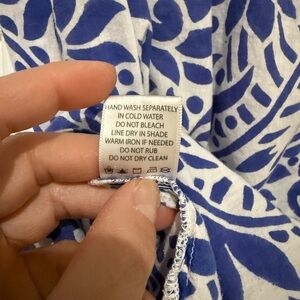 HAND WASH SEPARATELY
IN COLD WATER
DO NOT BLEACH
LINE DRY IN SHADE
WARM IRON IF NEEDED
DO NOT RUB
DO NOT DRY CLEAN